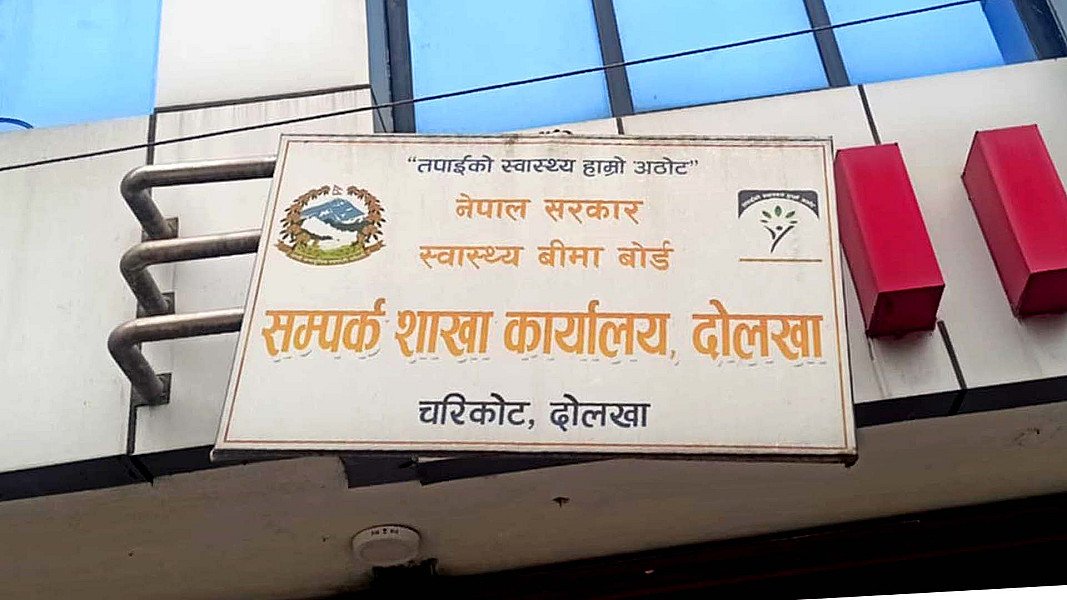 “तपाईको स्वास्थ्य हाम्रो अठोट”
नेपाल सरकार
स्वास्थ्य बीमा बोर्ड
सम्पर्क शाखा कार्यालय, दोलखा
चरिकोट, दोलखा